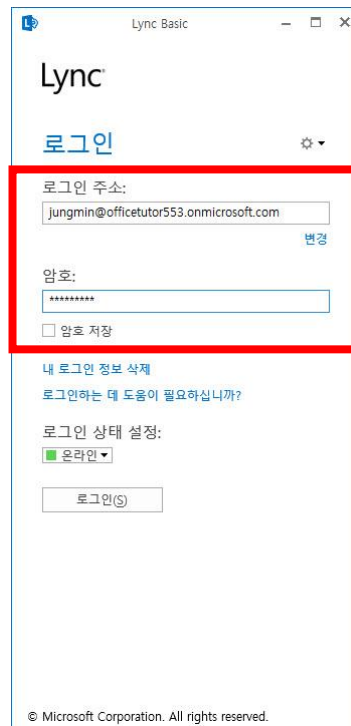 Lync Basic
Lync
로그인
로그인 주소:
jungmin@officetutor553.onmicrosoft.com
변경
암호:
*********
암호 저장
내 로그인 정보 삭제
로그인하는 데 도움이 필요하십니까?
로그인 상태 설정:
온라인
로그인(S)
© Microsoft Corporation. All rights reserved.